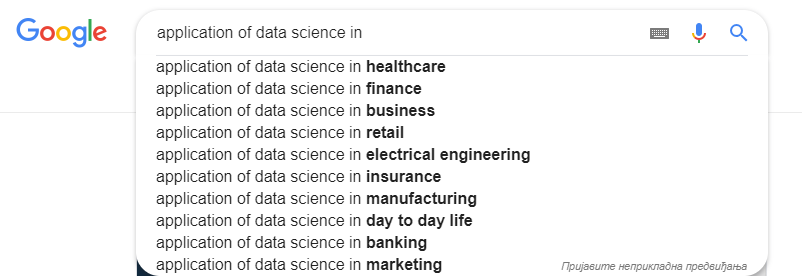 Google
application of data science in
application of data science in healthcare
application of data science in finance
application of data science in business
application of data science in retail
application of data science in electrical engineering
application of data science in insurance
application of data science in manufacturing
application of data science in day to day life
application of data science in banking
application of data science in marketing
Пријавите неприкладна предвиђања